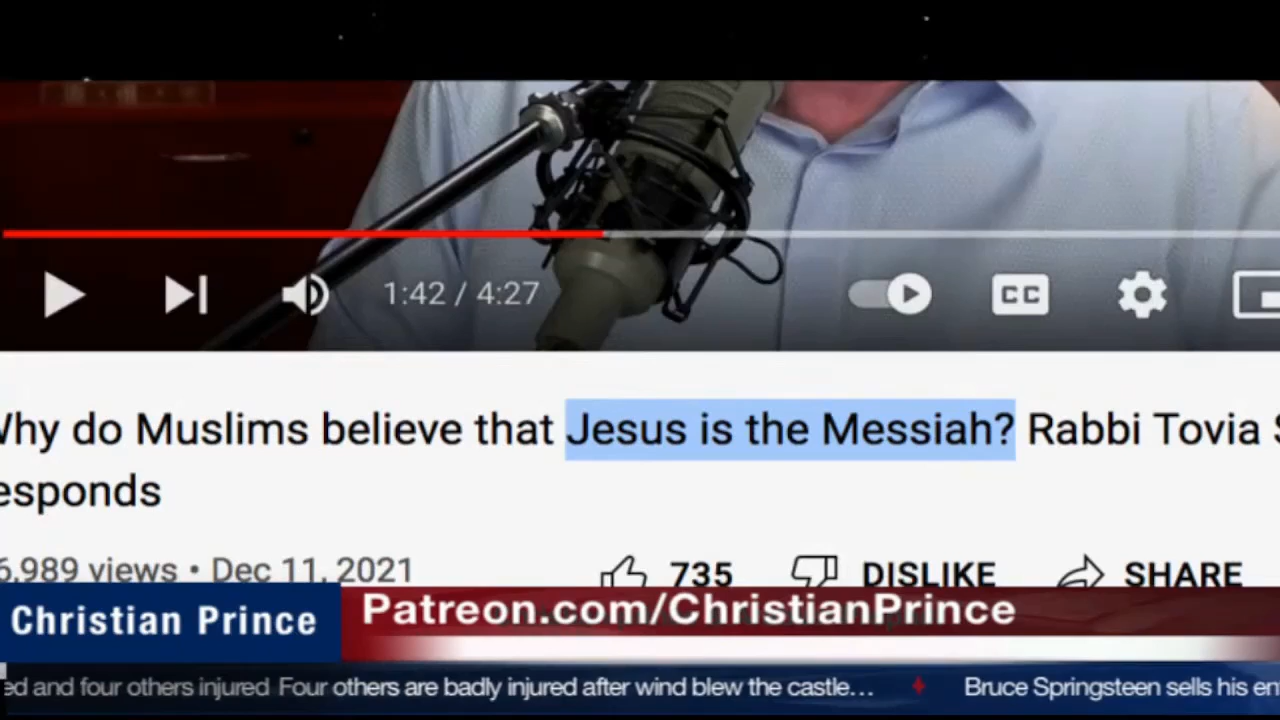 1:42 / 4:27
CC
Why do Muslims believe that Jesus is the Messiah? Rabbi Tovia
esponds
6,989 views • Dec 11, 2021
735 DISLIKE SHARE
Christian Prince
Patreon.com/ChristianPrince
ed and four others injured Four others are badly injured after wind blew the castle... Bruce Springsteen sells his